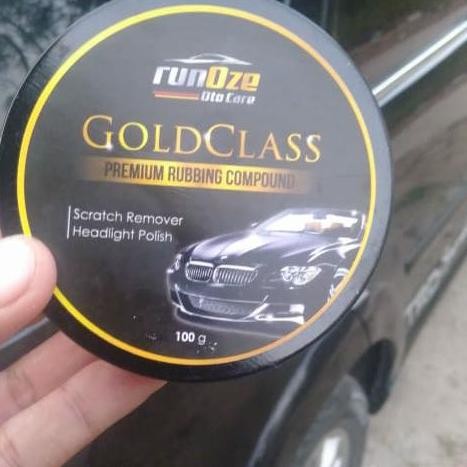 runOze
Oto Care
GOLDCLASS
PREMIUM RUBBING COMPOUND
Scratch Remover
Headlight Polish
100 g